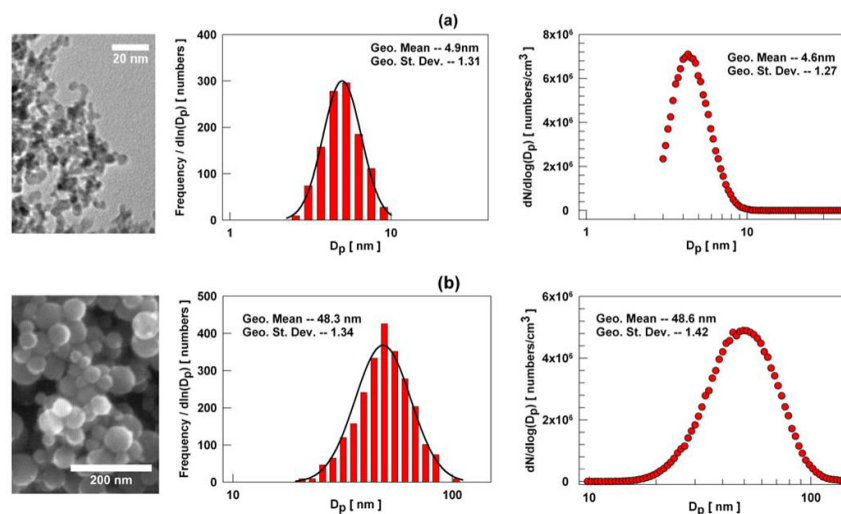 (a)
20 nm
Frequency / dln(Dp) [ numbers ]
400
300
200
100
0
Geo. Mean -- 4.9nm
Geo. St. Dev. -- 1.31
1
10
Dp [ nm ]
dN/dlog(Dp) [ numbers/cm³ ]
8x10⁶
6x10⁶
4x10⁶
2x10⁶
0
Geo. Mean -- 4.6nm
Geo. St. Dev. -- 1.27
1
10
Dp [ nm ]
(b)
200 nm
Frequency / dln(Dp) [ numbers ]
500
400
300
200
100
0
Geo. Mean -- 48.3 nm
Geo. St. Dev. -- 1.34
10
100
Dp [ nm ]
dN/dlog(Dp) [ numbers/cm³ ]
6x10⁶
4x10⁶
2x10⁶
0
Geo. Mean -- 48.6 nm
Geo. St. Dev. -- 1.42
10
100
Dp [ nm ]